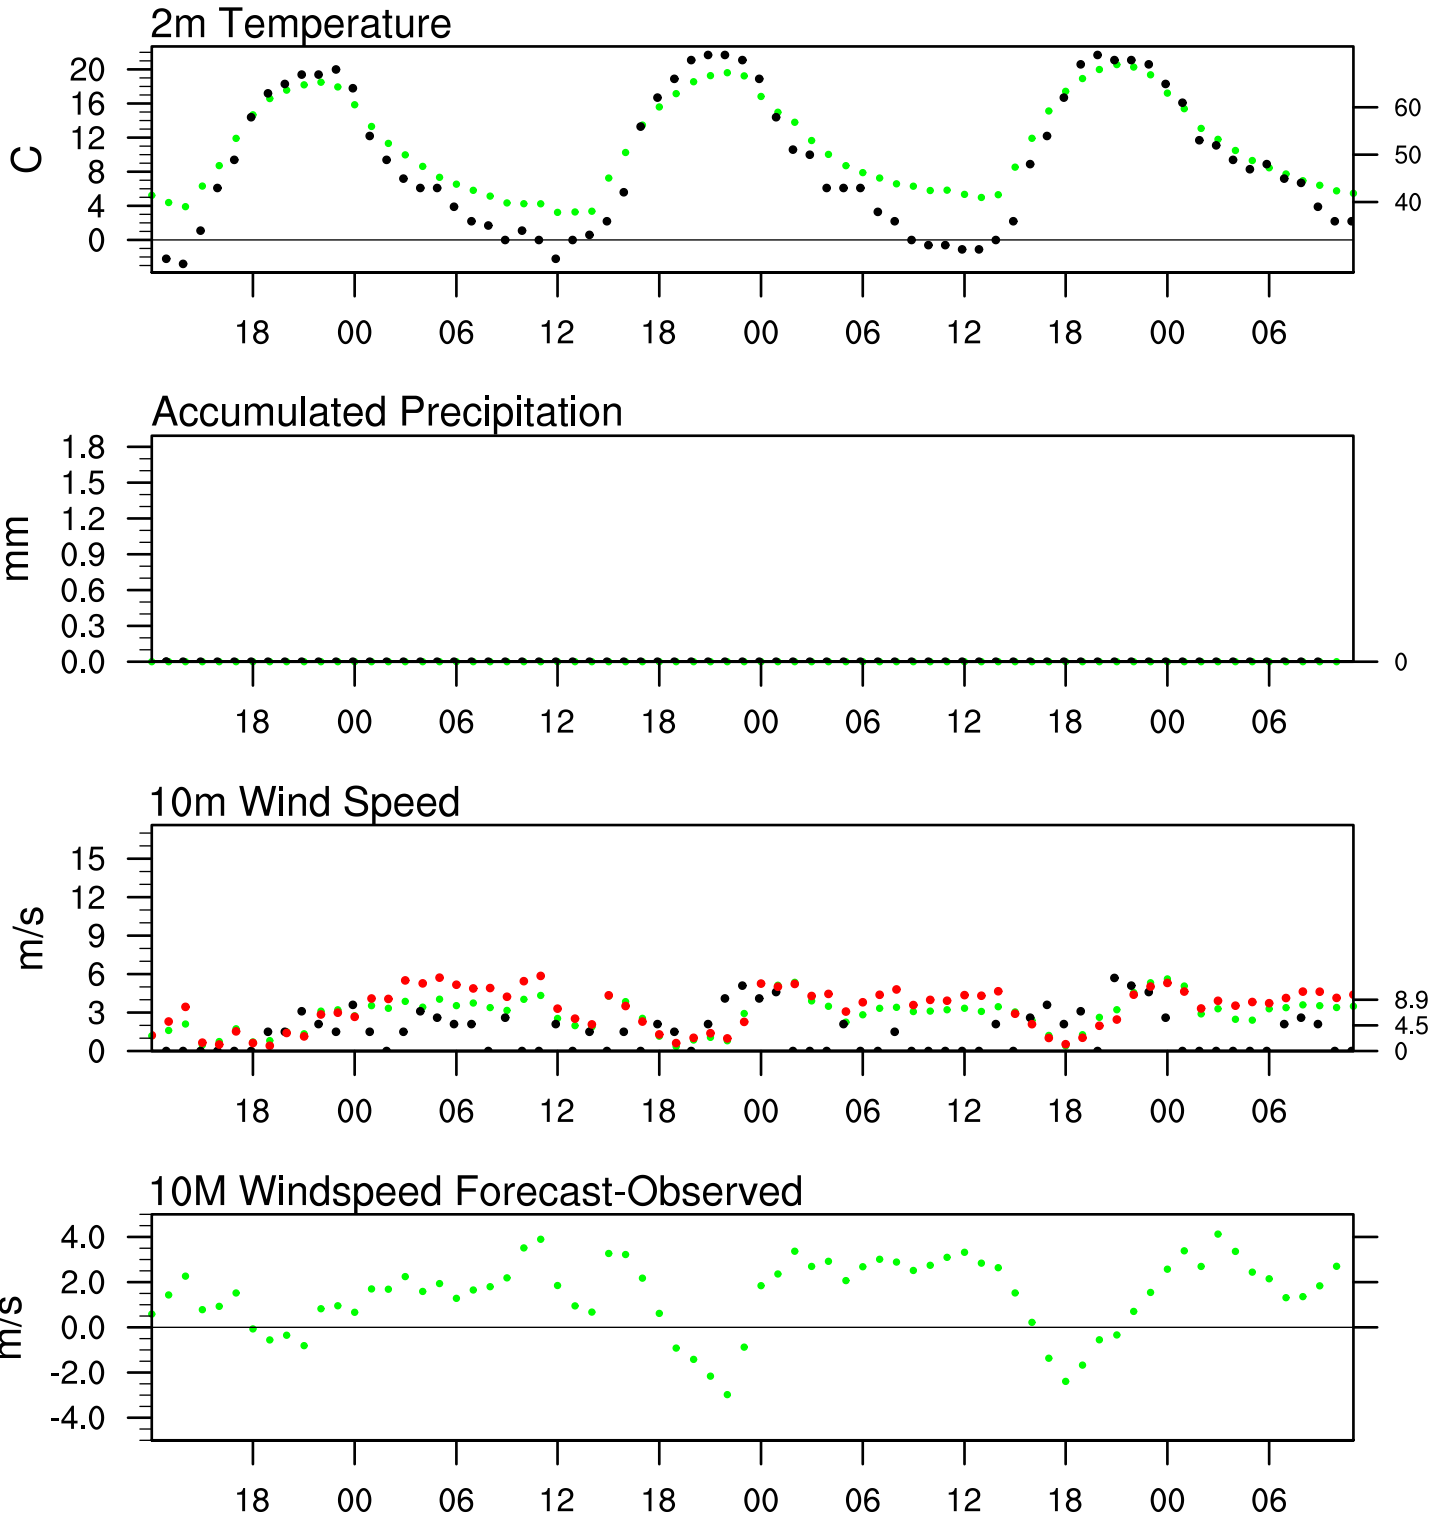 2m Temperature
20
16
12
8
4
0
C
60
50
40
18 00 06 12 18 00 06 12 18 00 06
Accumulated Precipitation
1.8
1.5
1.2
0.9
0.6
0.3
0.0
mm
0
18 00 06 12 18 00 06 12 18 00 06
10m Wind Speed
15
12
9
6
3
0
m/s
8.9
4.5
0
18 00 06 12 18 00 06 12 18 00 06
10M Windspeed Forecast-Observed
4.0
2.0
0.0
-2.0
-4.0
m/s
18 00 06 12 18 00 06 12 18 00 06